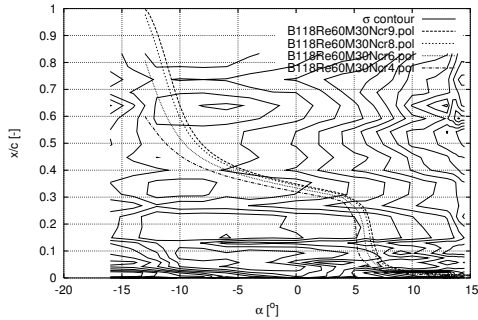 1
0.9
0.8
0.7
0.6
0.5
0.4
0.3
0.2
0.1
0
x/c [-]
σ contour
B118Re60M30Ncr9.pol
B118Re60M30Ncr8.pol
B118Re60M30Ncr6.pol
B118Re60M30Ncr4.pol
-20 -15 -10 -5 0 5 10 15
α [°]